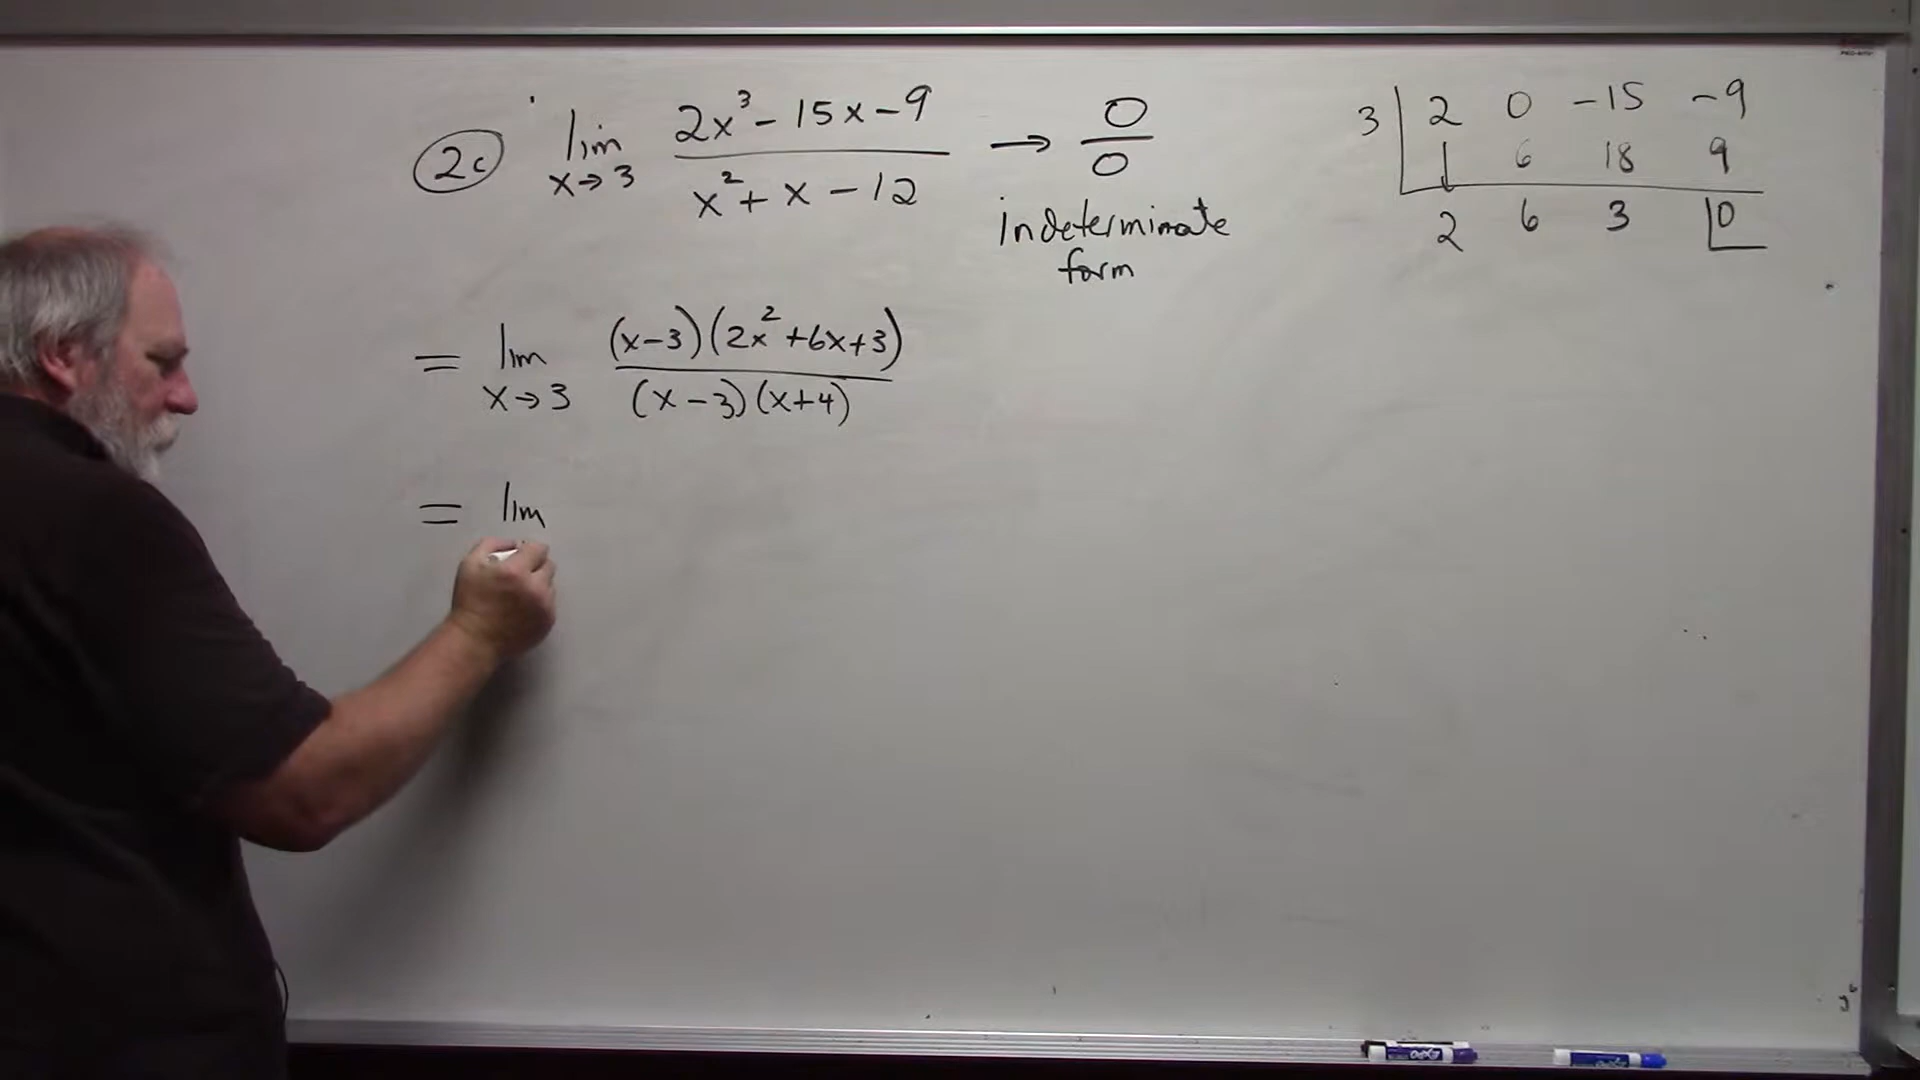 2c lim x→3 (2x³ - 15x - 9)/(x² + x - 12) → 0/0
indeterminate
form
= lim x→3 ((x-3)(2x²+6x+3))/((x-3)(x+4))
= lim
3 | 2 0 -15 -9
↓ 6 18 9
2 6 3 |0
EXPO